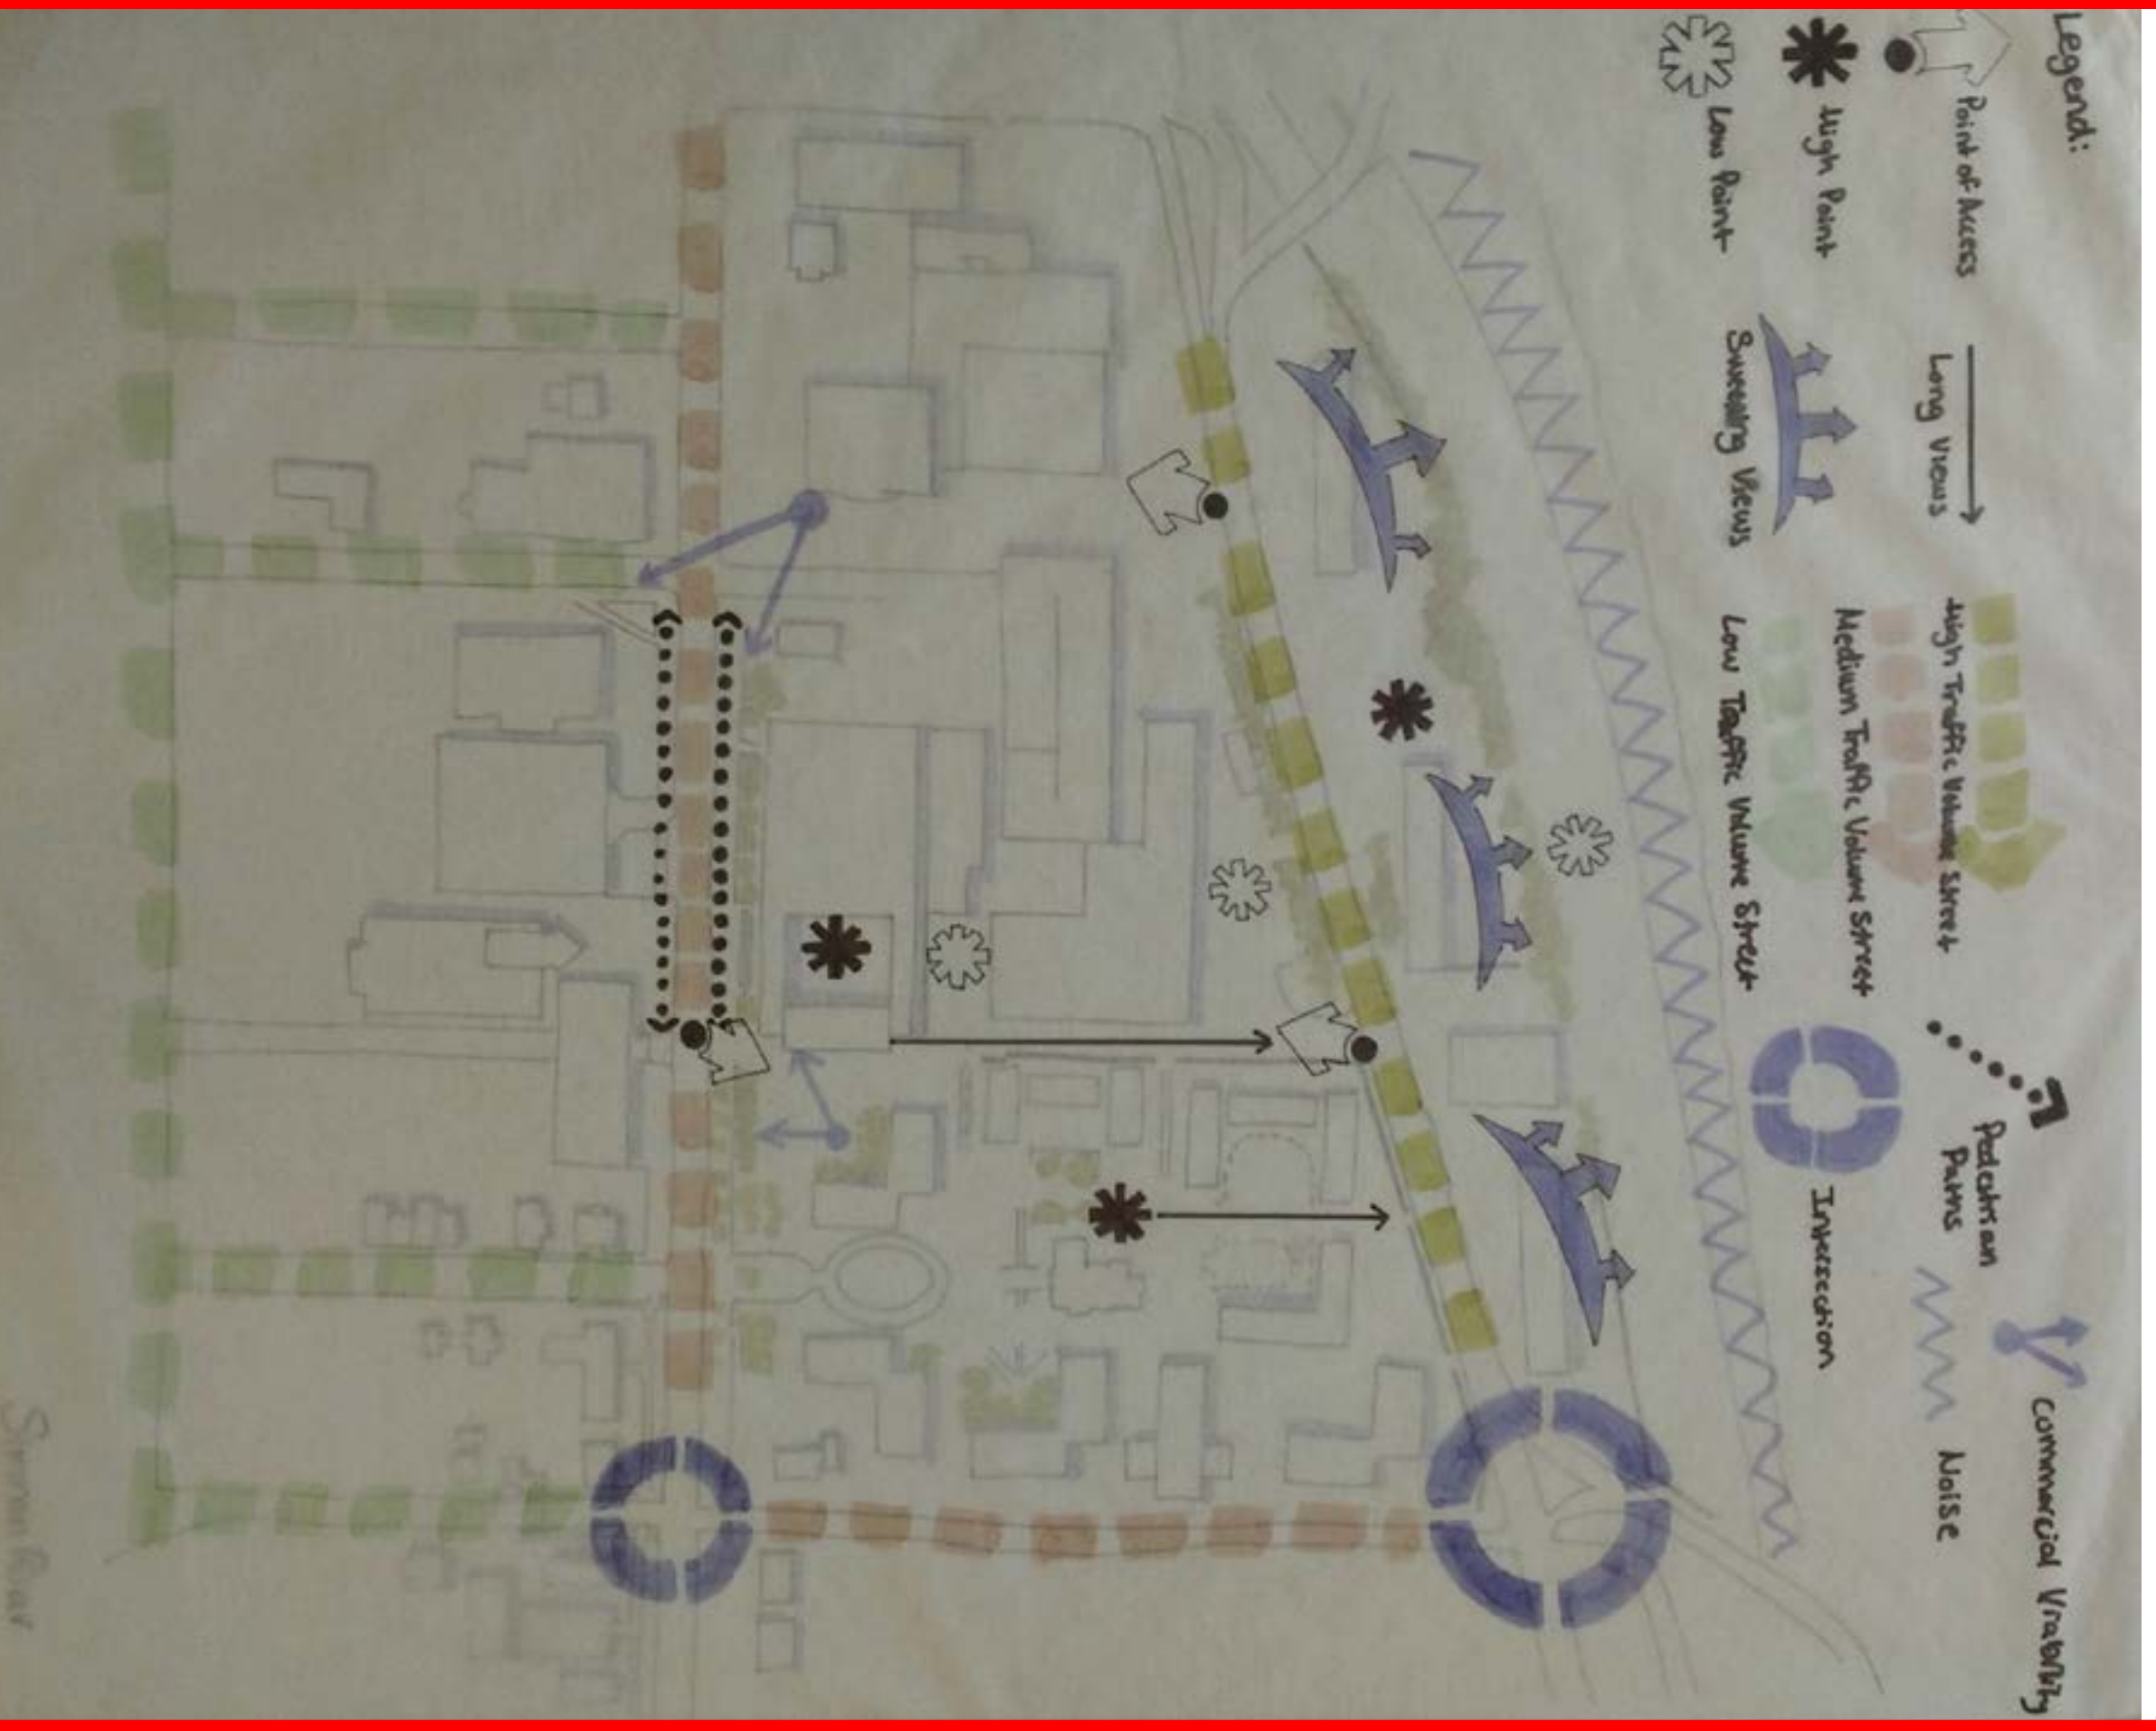 Legend:
Point of Access
High Point
Low Point
Long Views
Sweeping Views
High Traffic Volume Street
Medium Traffic Volume Street
Low Traffic Volume Street
Pedestrian
Paths
Intersection
Commercial Viability
Noise